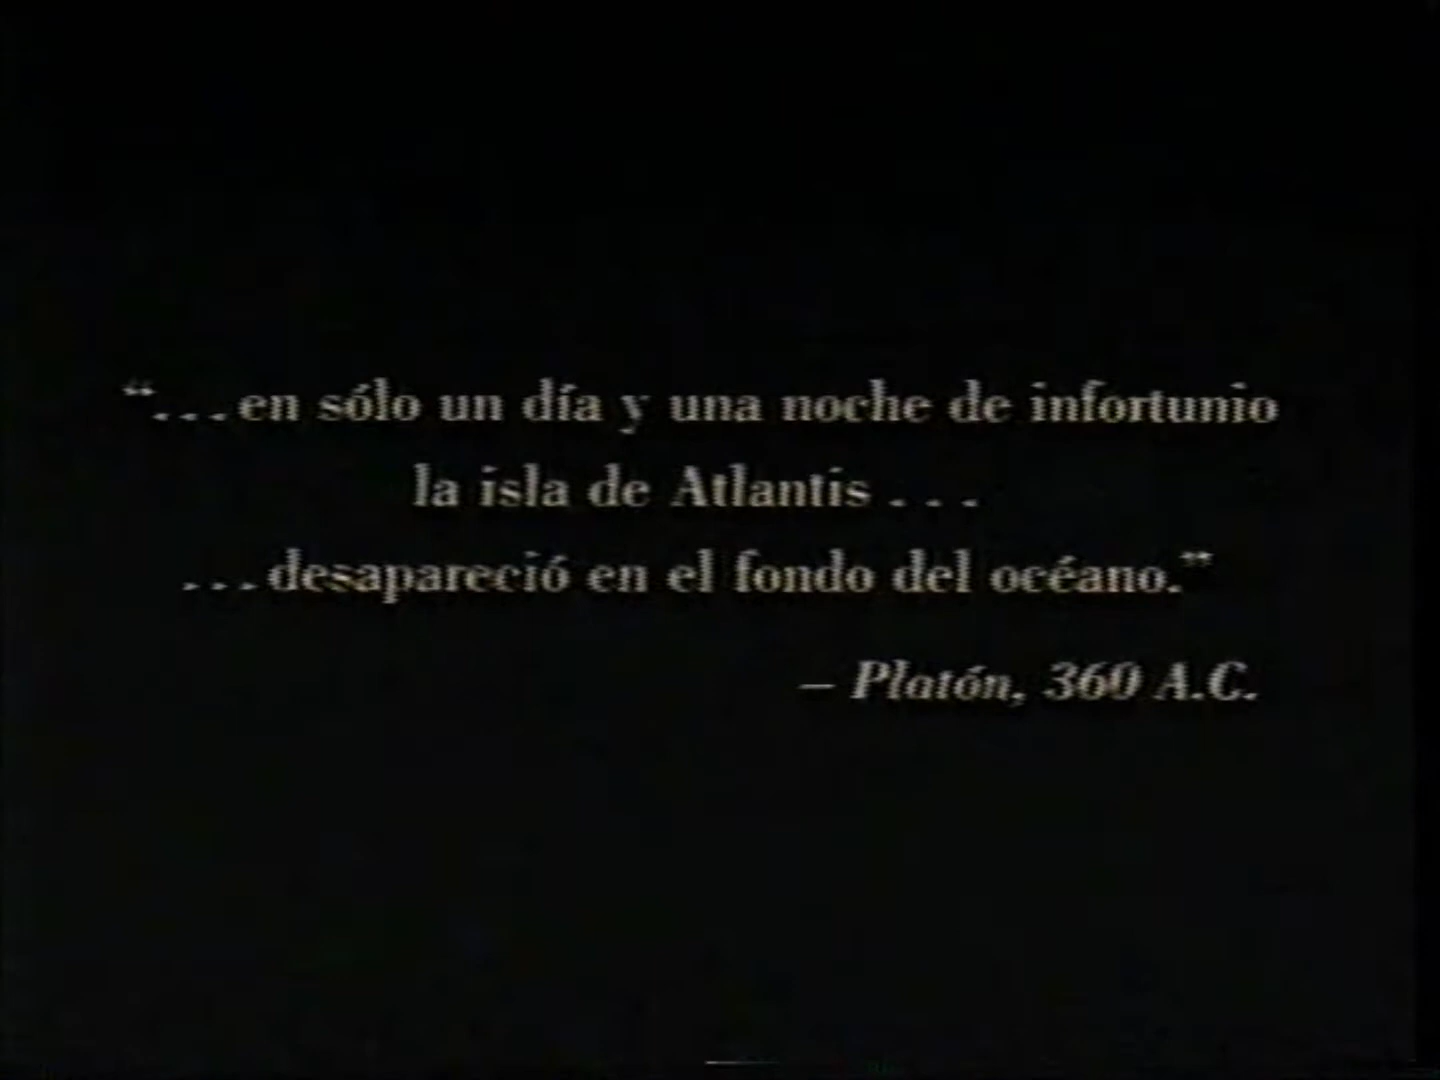 “...en sólo un día y una noche de infortunio
la isla de Atlantis . . .
...desapareció en el fondo del océano.”
– Platón, 360 A.C.